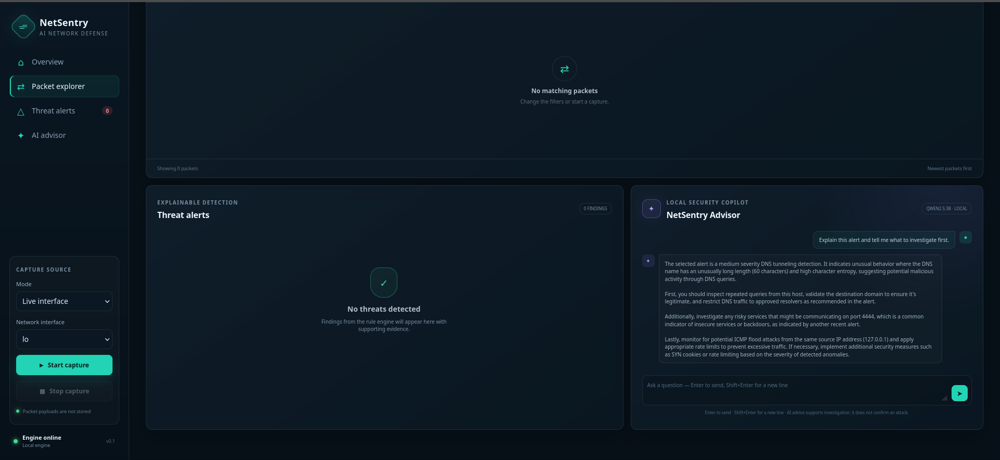 NetSentry
AI NETWORK DEFENSE
Overview
Packet explorer
Threat alerts
0
AI advisor
CAPTURE SOURCE
Mode
Live interface
Network interface
lo
Start capture
Stop capture
Packet payloads are not stored
Engine online
Local engine
v0.1
No matching packets
Change the filters or start a capture.
Showing 0 packets
Newest packets first
EXPLAINABLE DETECTION
Threat alerts
0 FINDINGS
No threats detected
Findings from the rule engine will appear here with
supporting evidence.
LOCAL SECURITY COPILOT
NetSentry Advisor
QWEN2.5:3B · LOCAL
Explain this alert and tell me what to investigate first.
The selected alert is a medium severity DNS tunneling detection. It indicates unusual behavior where the DNS
name has an unusually long length (60 characters) and high character entropy, suggesting potential malicious
activity through DNS queries.
First, you should inspect repeated queries from this host, validate the destination domain to ensure it's
legitimate, and restrict DNS traffic to approved resolvers as recommended in the alert.
Additionally, investigate any risky services that might be communicating on port 4444, which is a common
indicator of insecure services or backdoors, as indicated by another recent alert.
Lastly, monitor for potential ICMP flood attacks from the same source IP address (127.0.0.1) and apply
appropriate rate limits to prevent excessive traffic. If necessary, implement additional security measures such
as SYN cookies or rate limiting based on the severity of detected anomalies.
Ask a question — Enter to send, Shift+Enter for a new line
Enter to send · Shift+Enter for a new line · AI advice supports investigation; it does not confirm an attack.